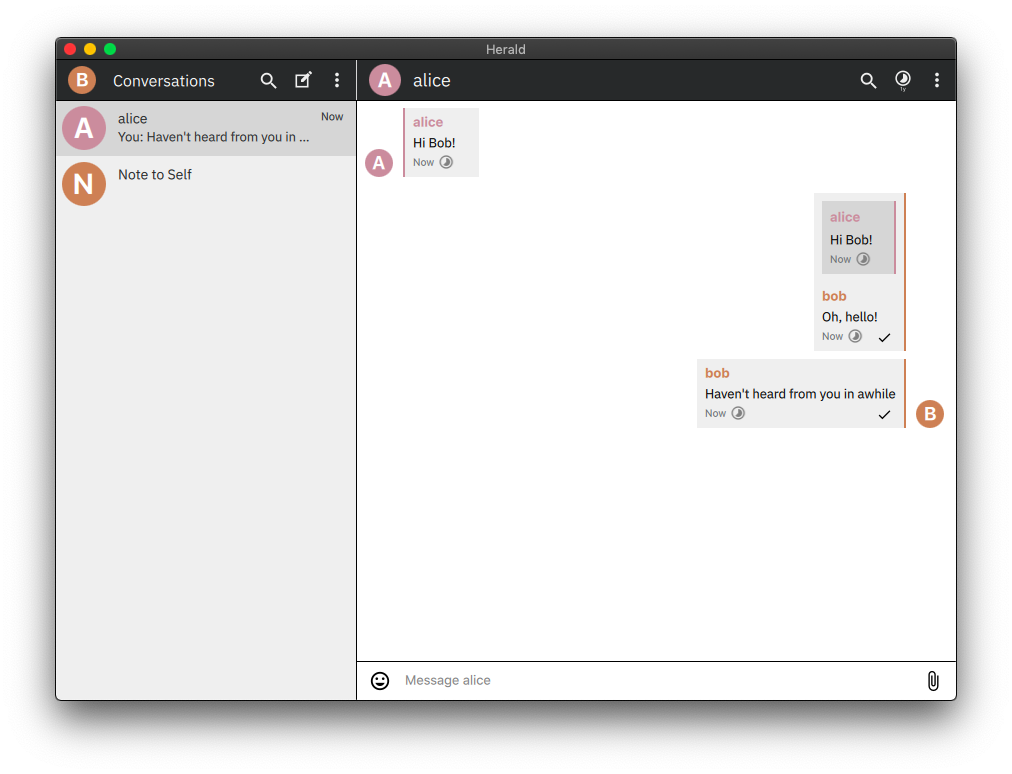 Herald
B Conversations
A alice
1y
A alice Now
You: Haven't heard from you in ...
N Note to Self
alice
Hi Bob!
A Now
alice
Hi Bob!
Now
bob
Oh, hello!
Now
bob
Haven't heard from you in awhile
Now
B
Message alice